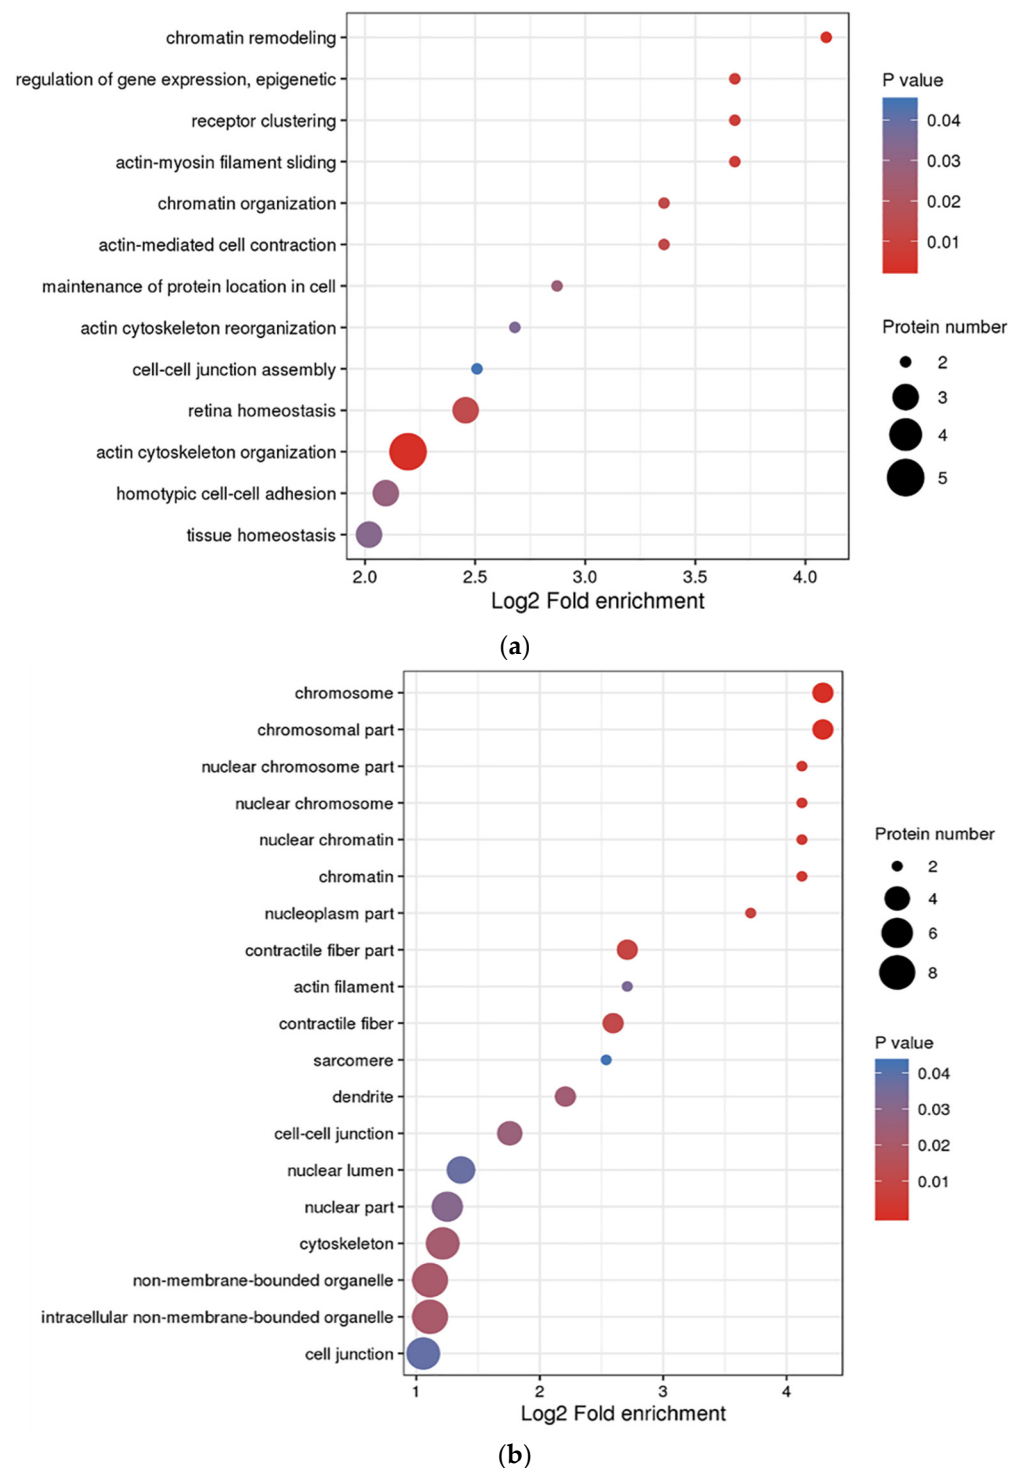 chromatin remodeling
regulation of gene expression, epigenetic
receptor clustering
actin-myosin filament sliding
chromatin organization
actin-mediated cell contraction
maintenance of protein location in cell
actin cytoskeleton reorganization
cell-cell junction assembly
retina homeostasis
actin cytoskeleton organization
homotypic cell-cell adhesion
tissue homeostasis
2.0 2.5 3.0 3.5 4.0
Log2 Fold enrichment
P value
0.04
0.03
0.02
0.01
Protein number
2
3
4
5
(a)
chromosome
chromosomal part
nuclear chromosome part
nuclear chromosome
nuclear chromatin
chromatin
nucleoplasm part
contractile fiber part
actin filament
contractile fiber
sarcomere
dendrite
cell-cell junction
nuclear lumen
nuclear part
cytoskeleton
non-membrane-bounded organelle
intracellular non-membrane-bounded organelle
cell junction
1 2 3 4
Log2 Fold enrichment
Protein number
2
4
6
8
P value
0.04
0.03
0.02
0.01
(b)